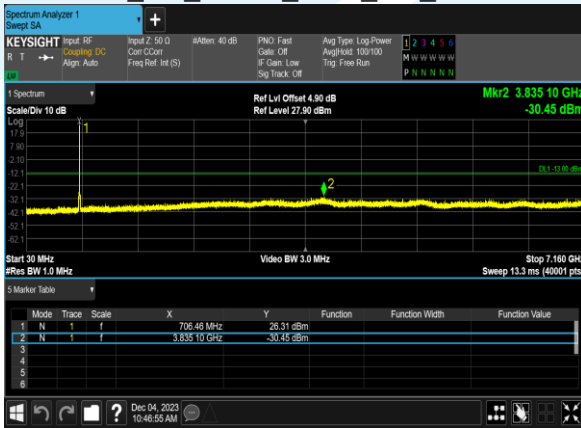 Spectrum Analyzer 1
Swept SA
+
KEYSIGHT Input: RF Input Z: 50 Ω #Atten: 40 dB PNO: Fast Avg Type: Log-Power 1 2 3 4 5 6
R T Coupling: DC Corr CCorr Gate: Off Avg|Hold: 100/100 M W W W W W
Align: Auto Freq Ref: Int (S) IF Gain: Low Trig: Free Run
Sig Track: Off P N N N N N
1 Spectrum Ref Lvl Offset 4.90 dB Mkr2 3.835 10 GHz
Scale/Div 10 dB Ref Level 27.90 dBm -30.45 dBm
Log
17.9
7.90
-2.10
-12.1
-22.1
-32.1
-42.1
-52.1
-62.1
1
DL1 -13.00 dBm
2
Start 30 MHz Video BW 3.0 MHz Stop 7.160 GHz
#Res BW 1.0 MHz Sweep 13.3 ms (40001 pts)
5 Marker Table
Mode Trace Scale X Y Function Function Width Function Value
1 N 1 f 706.46 MHz 26.31 dBm
2 N 1 f 3.835 10 GHz -30.45 dBm
3
4
5
6
? Dec 04, 2023
10:46:55 AM